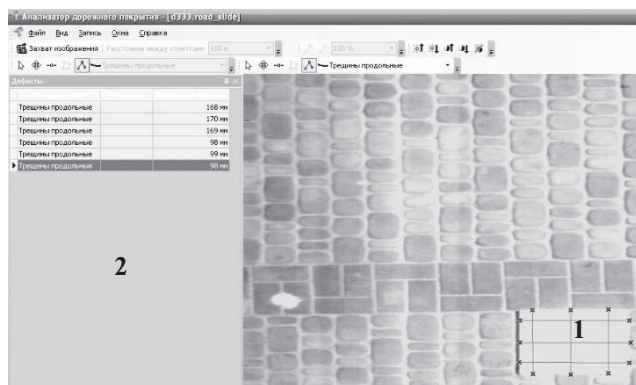 Анализатор дорожного покрытия - [d333.road_slide]
Файл Вид Запись Окна Справка
Захват изображения Расстояние между отметками 100 м 100 %
Трещины продольные Трещины продольные
Дефекты
Трещины продольные 168 мм
Трещины продольные 170 мм
Трещины продольные 169 мм
Трещины продольные 98 мм
Трещины продольные 99 мм
Трещины продольные 98 мм
2
1